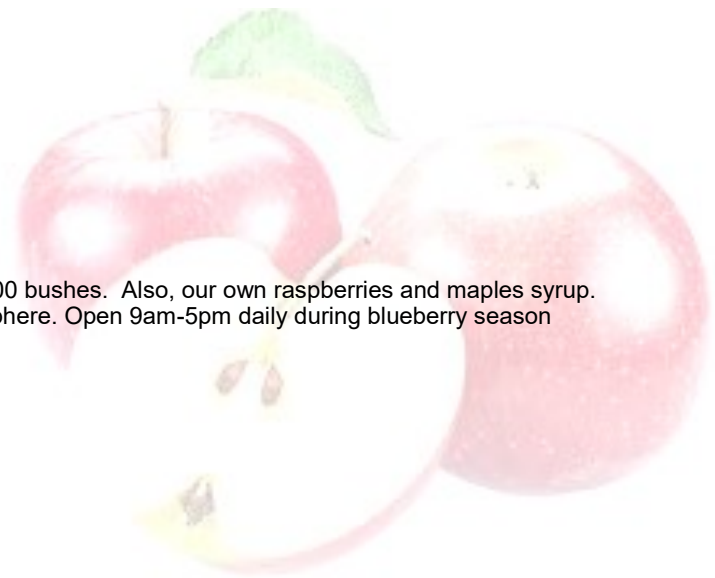 00 bushes.  Also, our own raspberries and maples syrup.
phere. Open 9am-5pm daily during blueberry season